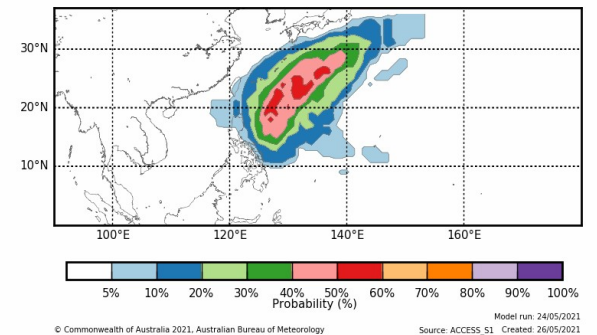 30°N
20°N
10°N
100°E 120°E 140°E 160°E
5% 10% 20% 30% 40% 50% 60% 70% 80% 90% 100%
Probability (%)
Model run: 24/05/2021
© Commonwealth of Australia 2021, Australian Bureau of Meteorology Source: ACCESS_S1 Created: 26/05/2021